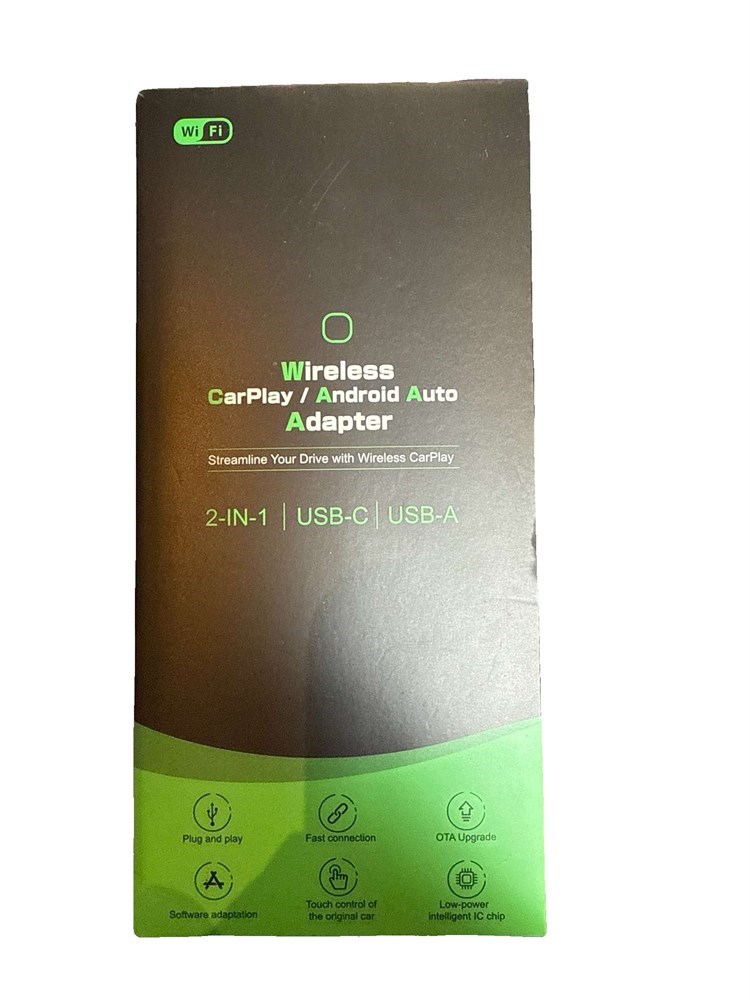 Wi Fi
Wireless
CarPlay / Android Auto
Adapter
Streamline Your Drive with Wireless CarPlay
2-IN-1 | USB-C | USB-A
Plug and play
Fast connection
OTA Upgrade
Software adaptation
Touch control of
the original car
Low-power
intelligent IC chip